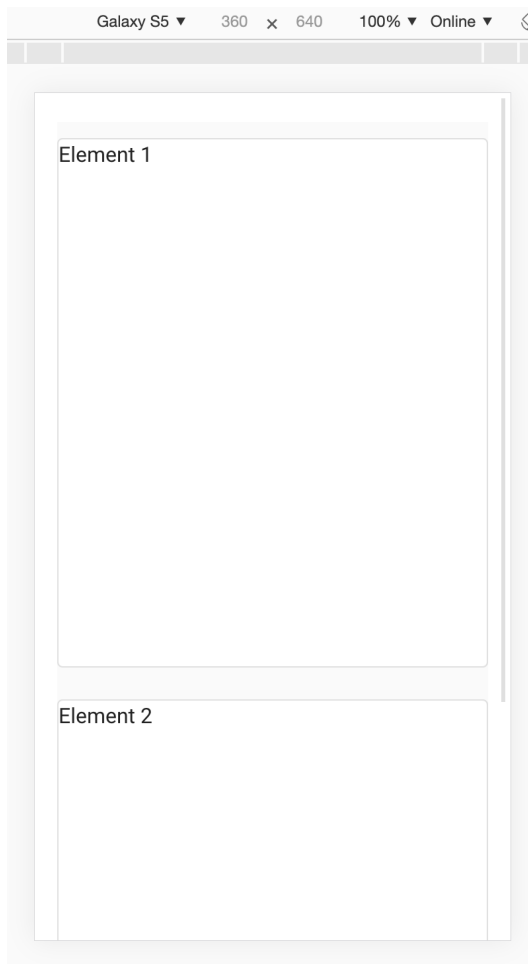 Galaxy S5 ▼ 360 × 640 100% ▼ Online ▼
Element 1
Element 2